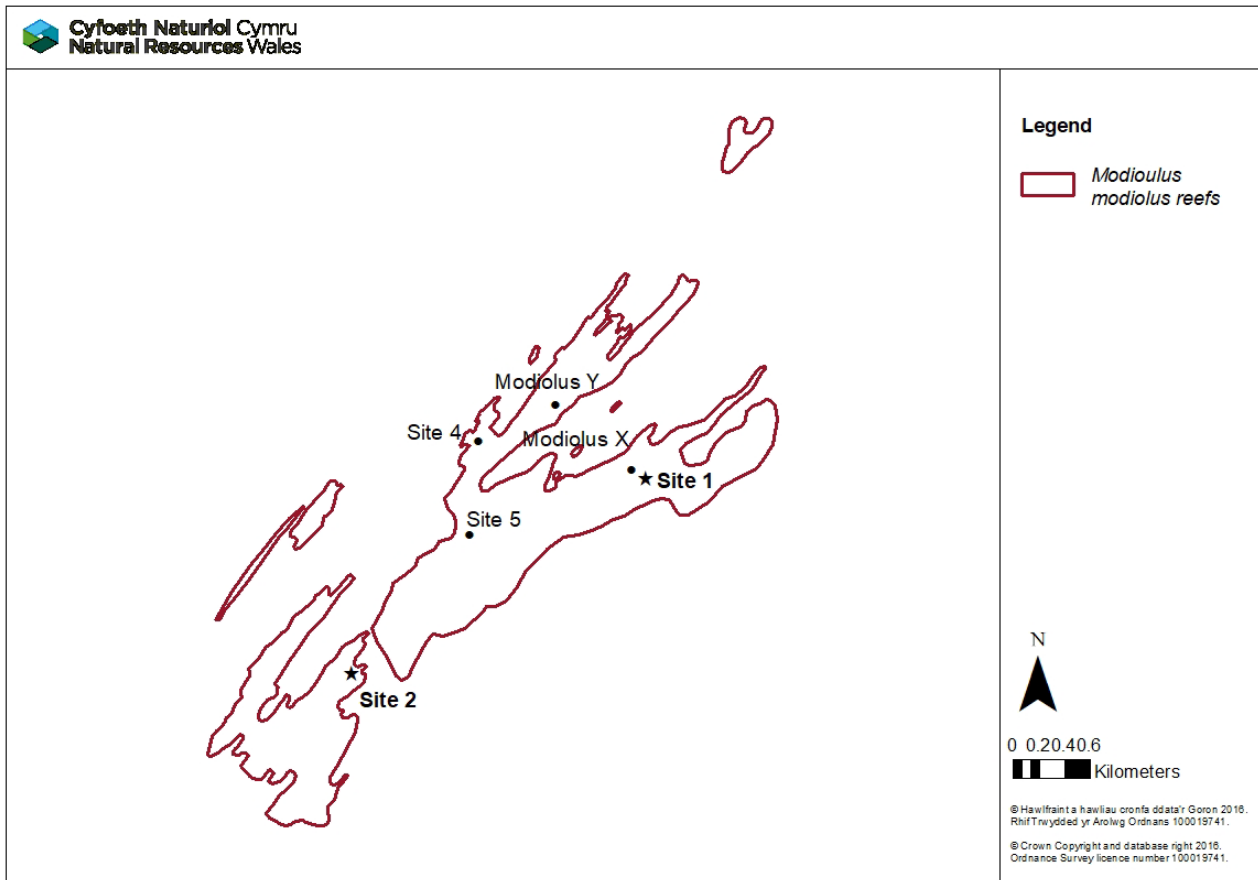 Cyfoeth Naturiol Cymru
Natural Resources Wales
Legend
Modioulus
modiolus reefs
Modiolus Y
Site 4
Modiolus X
Site 1
Site 5
Site 2
N
0 0.20.40.6
Kilometers
© Hawlfraint a hawliau cronfa ddata'r Goron 2016.
Rhif Trwydded yr Arolwg Ordnans 100019741.
© Crown Copyright and database right 2016.
Ordnance Survey licence number 100019741.